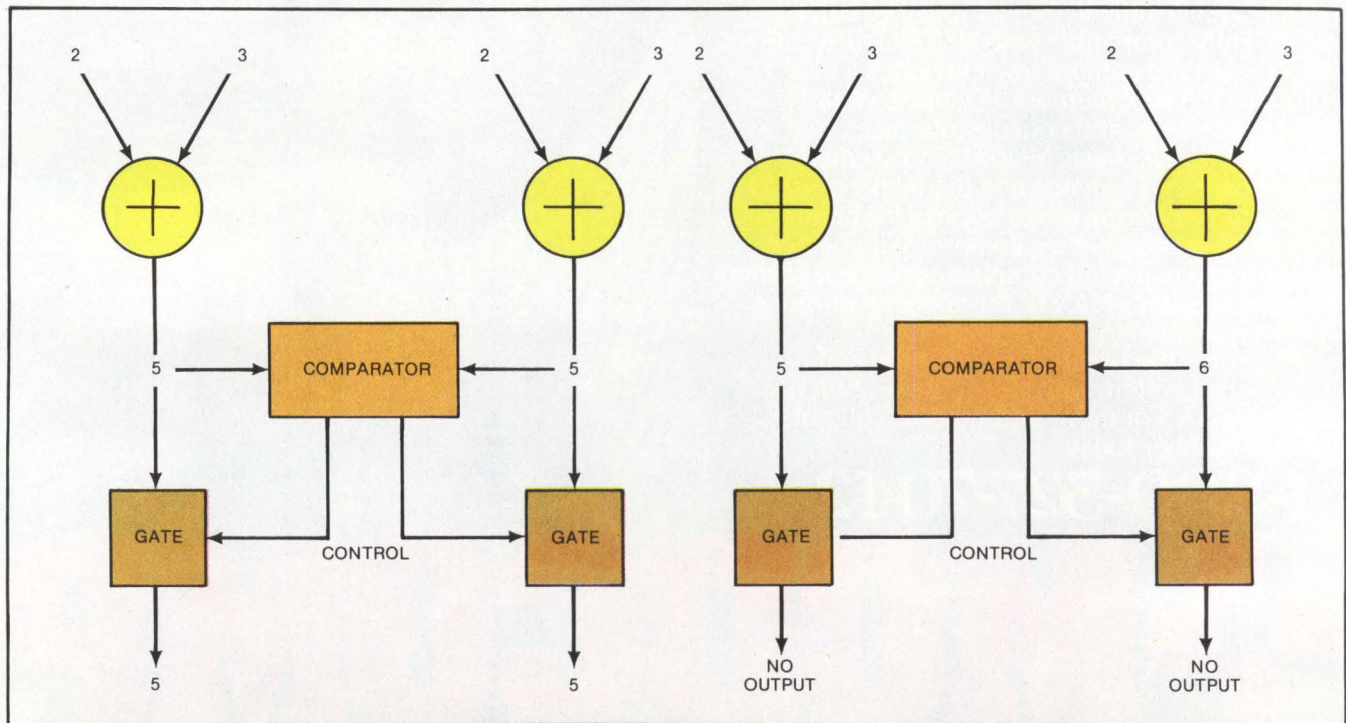 2 3 2 3 2 3 2 3
5 COMPARATOR 5 5 COMPARATOR 6
GATE GATE GATE GATE
CONTROL CONTROL
5 5 NO OUTPUT NO OUTPUT